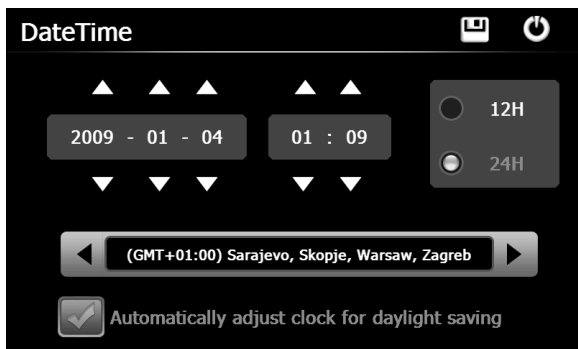 DateTime
2009 - 01 - 04 01 : 09
12H
24H
(GMT+01:00) Sarajevo, Skopje, Warsaw, Zagreb
Automatically adjust clock for daylight saving